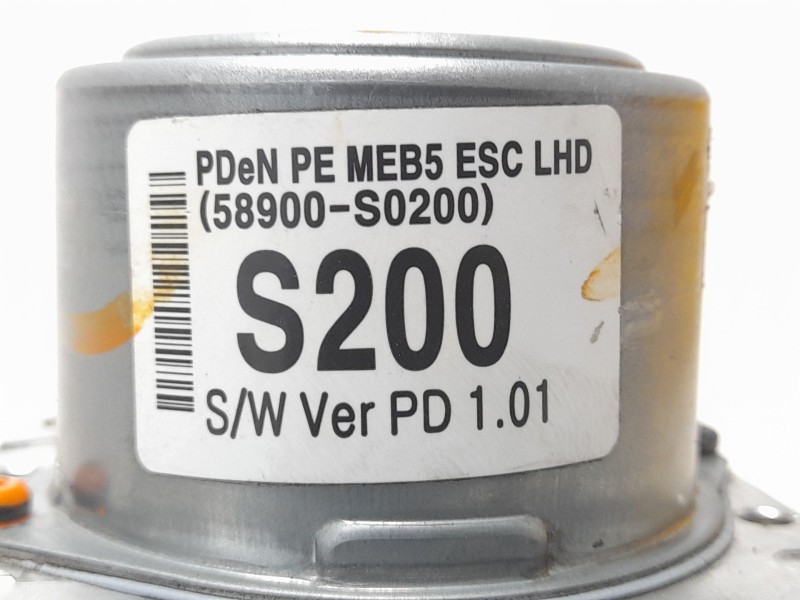 PDeN PE MEB5 ESC LHD
(58900-S0200)
S200
S/W Ver PD 1.01